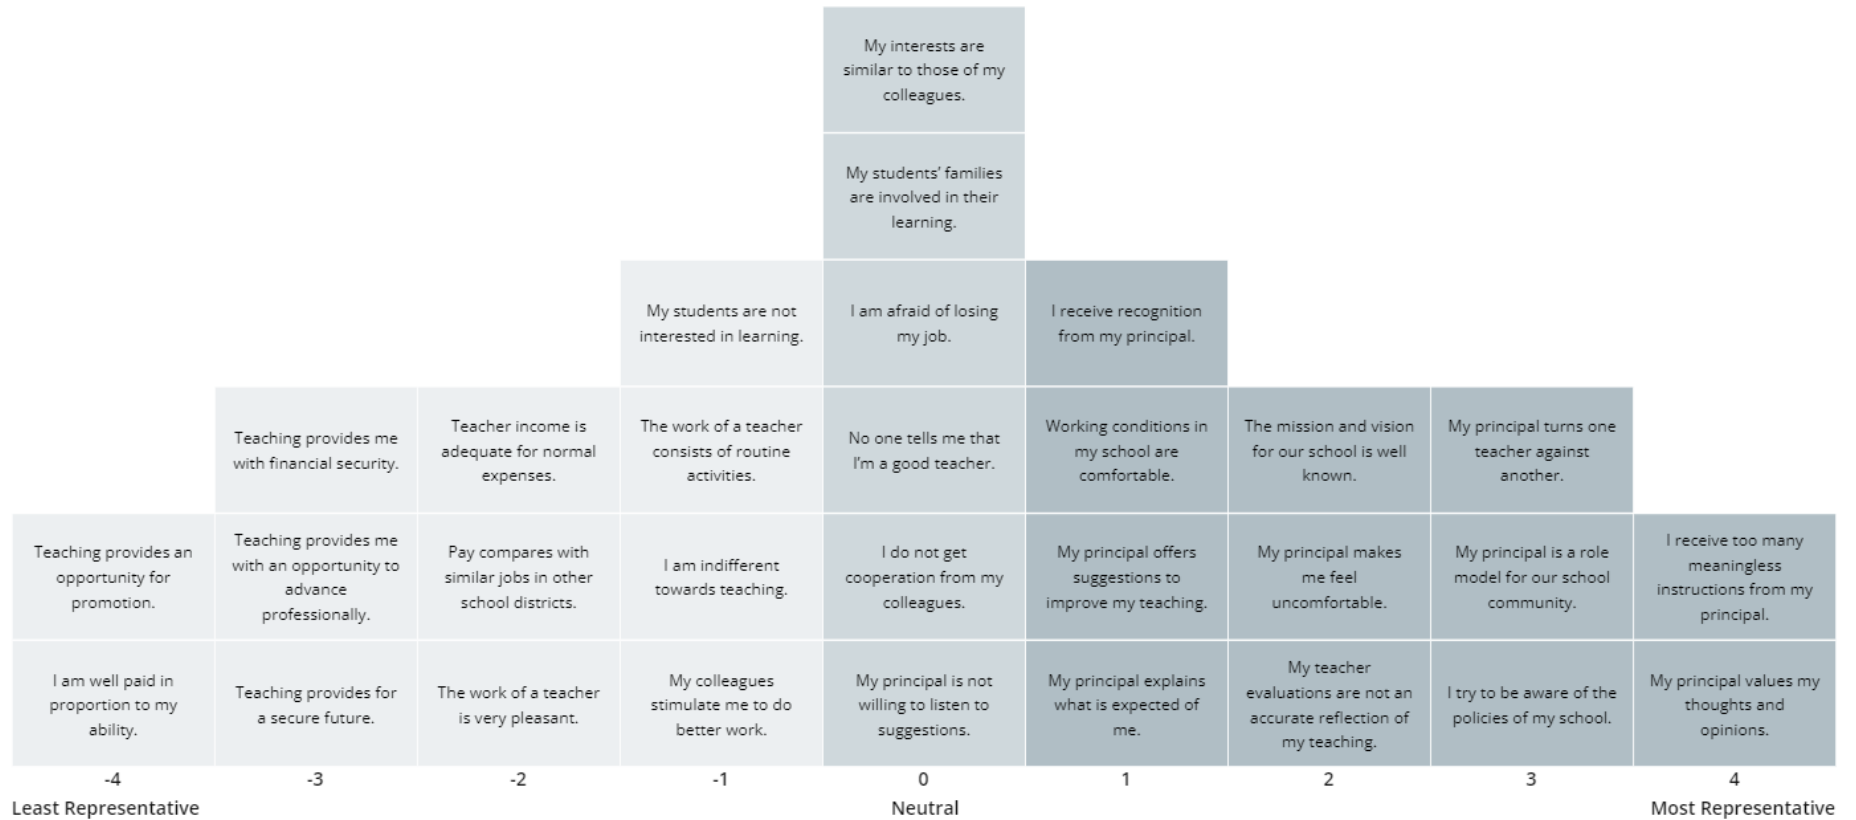 My interests are
similar to those of my
colleagues.
My students' families
are involved in their
learning.
My students are not
interested in learning.
I am afraid of losing
my job.
I receive recognition
from my principal.
Teaching provides me
with financial security.
Teacher income is
adequate for normal
expenses.
The work of a teacher
consists of routine
activities.
No one tells me that
I'm a good teacher.
Working conditions in
my school are
comfortable.
The mission and vision
for our school is well
known.
My principal turns one
teacher against
another.
Teaching provides an
opportunity for
promotion.
Teaching provides me
with an opportunity to
advance
professionally.
Pay compares with
similar jobs in other
school districts.
I am indifferent
towards teaching.
I do not get
cooperation from my
colleagues.
My principal offers
suggestions to
improve my teaching.
My principal makes
me feel
uncomfortable.
My principal is a role
model for our school
community.
I receive too many
meaningless
instructions from my
principal.
I am well paid in
proportion to my
ability.
Teaching provides for
a secure future.
The work of a teacher
is very pleasant.
My colleagues
stimulate me to do
better work.
My principal is not
willing to listen to
suggestions.
My principal explains
what is expected of
me.
My teacher
evaluations are not an
accurate reflection of
my teaching.
I try to be aware of the
policies of my school.
My principal values my
thoughts and
opinions.
-4 -3 -2 -1 0 1 2 3 4
Least Representative Neutral Most Representative